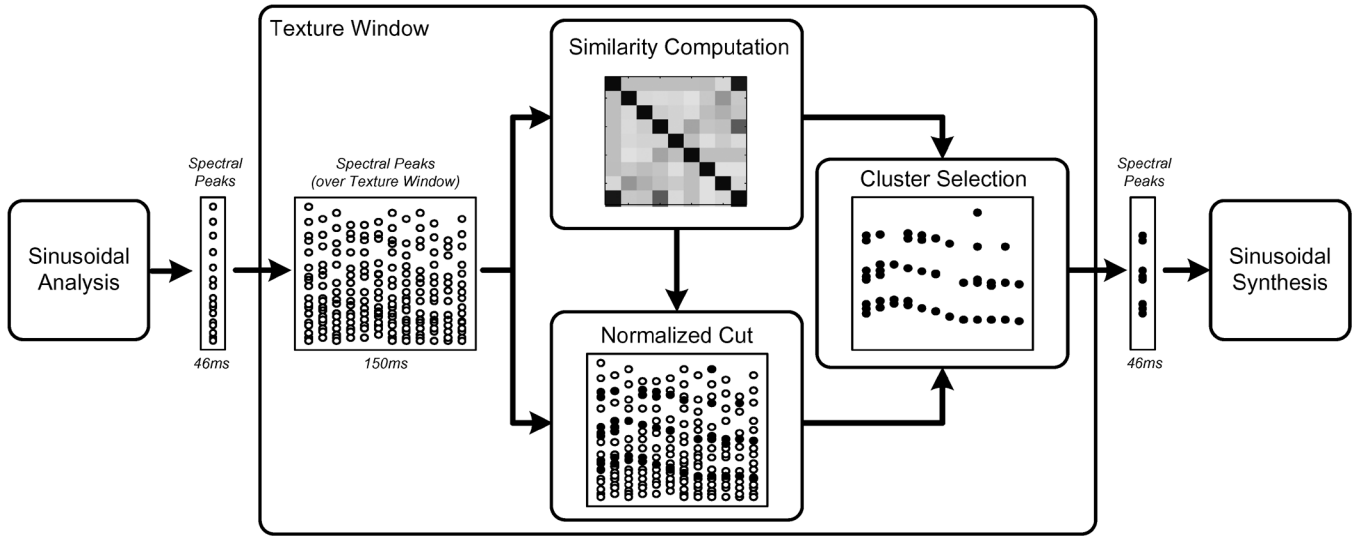 Texture Window
Similarity Computation
Spectral
Peaks
Spectral Peaks
(over Texture Window)
Cluster Selection
Spectral
Peaks
Sinusoidal
Analysis
Sinusoidal
Synthesis
Normalized Cut
46ms
150ms
46ms